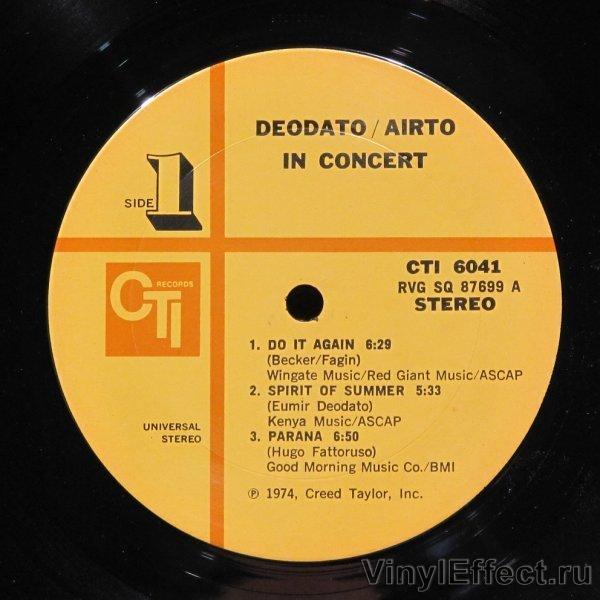 DEODATO / AIRTO
IN CONCERT
SIDE 1
CTI RECORDS
CTI 6041
RVG SQ 87699 A
STEREO
1. DO IT AGAIN 6:29
(Becker/Fagin)
Wingate Music/Red Giant Music/ASCAP
2. SPIRIT OF SUMMER 5:33
(Eumir Deodato)
Kenya Music/ASCAP
3. PARANA 6:50
(Hugo Fattoruso)
Good Morning Music Co./BMI
UNIVERSAL
STEREO
℗ 1974, Creed Taylor, Inc.
VinylEffect.ru